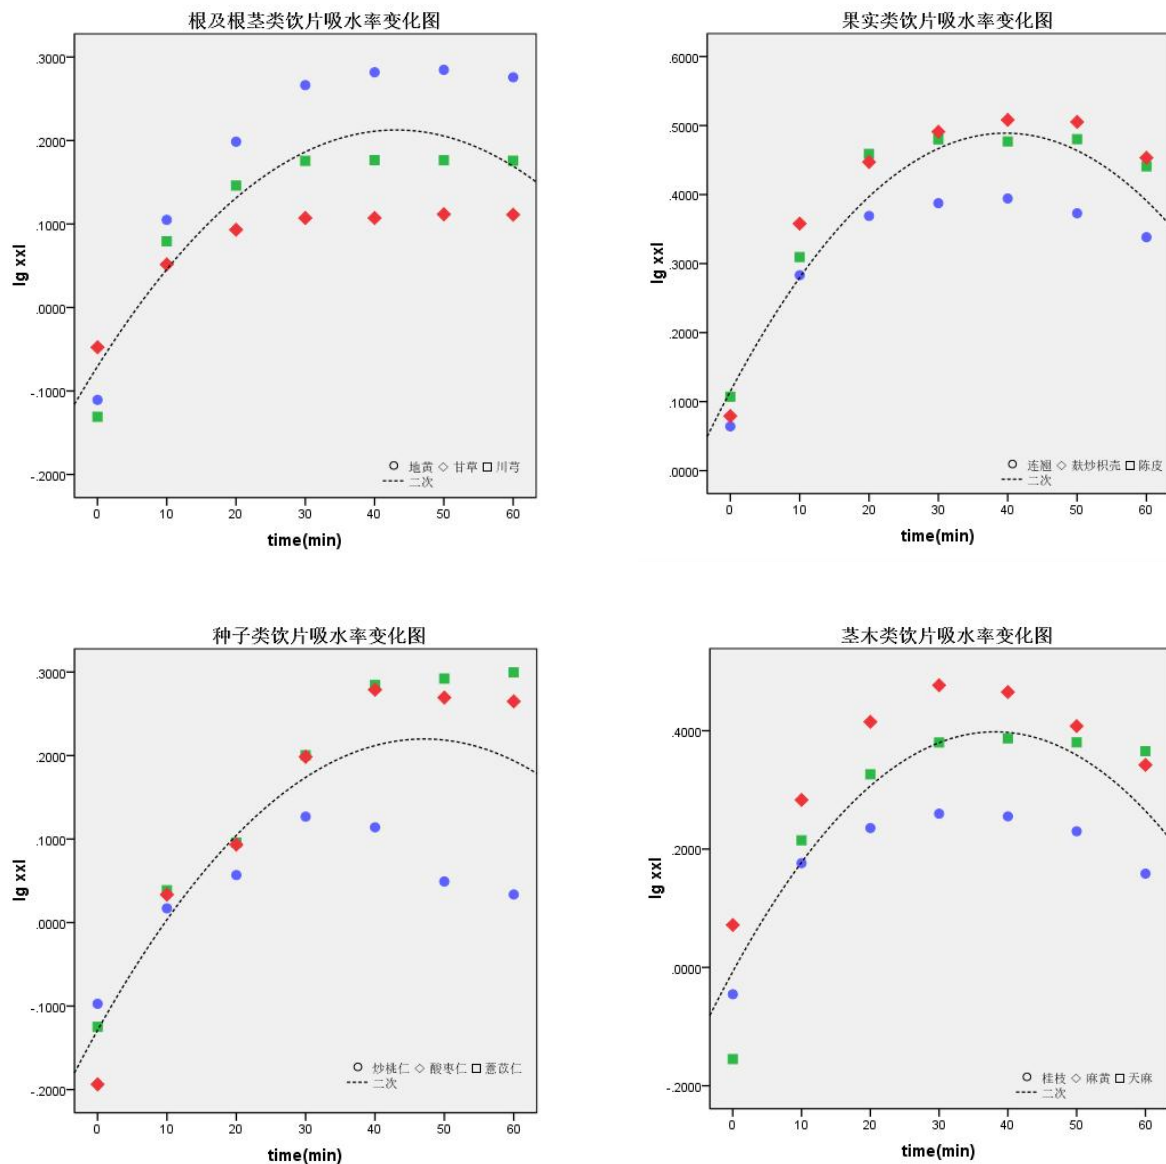 根及根茎类饮片吸水率变化图
.3000
.2000
.1000
.0000
-.1000
-.2000
lg xxl
地黄 甘草 川芎
二次
0 10 20 30 40 50 60
time(min)
果实类饮片吸水率变化图
.6000
.5000
.4000
.3000
.2000
.1000
.0000
lg xxl
连翘 麸炒枳壳 陈皮
二次
0 10 20 30 40 50 60
time(min)
种子类饮片吸水率变化图
.3000
.2000
.1000
.0000
-.1000
-.2000
lg xxl
炒桃仁 酸枣仁 薏苡仁
二次
0 10 20 30 40 50 60
time(min)
茎木类饮片吸水率变化图
.4000
.2000
.0000
-.2000
lg xxl
桂枝 麻黄 天麻
二次
0 10 20 30 40 50 60
time(min)